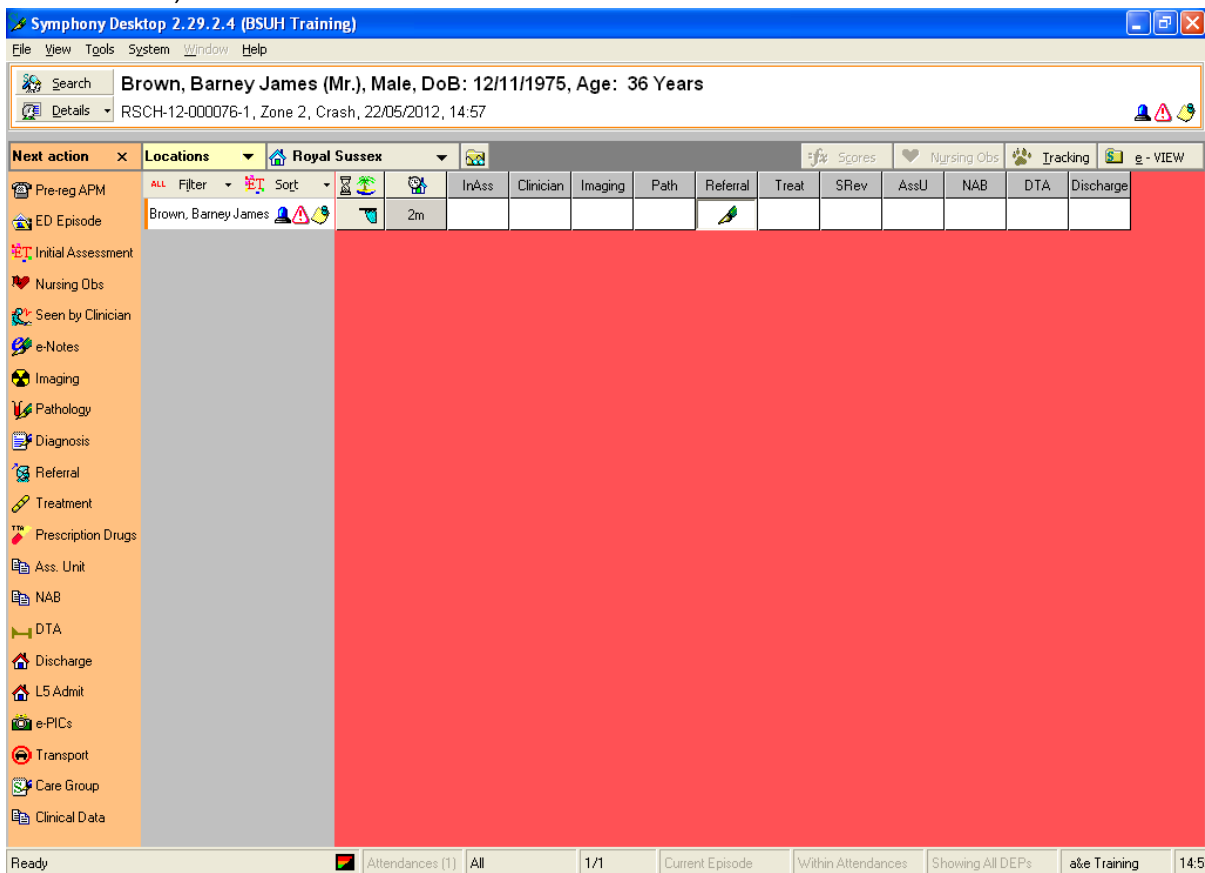 Symphony Desktop 2.29.2.4 (BSUH Training)
File View Tools System Window Help
Search Brown, Barney James (Mr.), Male, DoB: 12/11/1975, Age: 36 Years
Details RSCH-12-000076-1, Zone 2, Crash, 22/05/2012, 14:57
Next action x Locations Royal Sussex Scores Nursing Obs Tracking e - VIEW
Pre-reg APM ALL Filter ET Sort InAss Clinician Imaging Path Referral Treat SRev AssU NAB DTA Discharge
ED Episode Brown, Barney James 2m
Initial Assessment
Nursing Obs
Seen by Clinician
e-Notes
Imaging
Pathology
Diagnosis
Referral
Treatment
TTA Prescription Drugs
Ass. Unit
NAB
DTA
Discharge
L5 Admit
e-PICs
Transport
Care Group
Clinical Data
Ready Attendances (1) All 1/1 Current Episode Within Attendances Showing All DEPs a&e Training 14:5